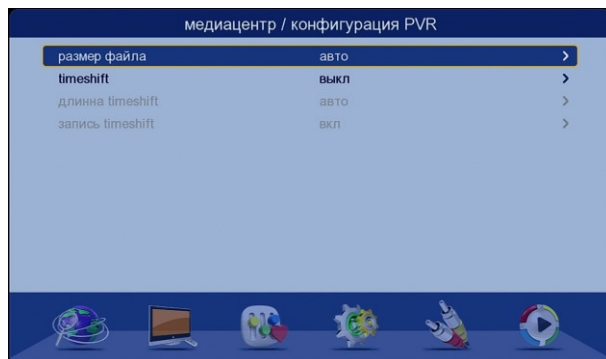 медиацентр / конфигурация PVR
размер файла авто >
timeshift выкл >
длинна timeshift авто >
запись timeshift вкл >